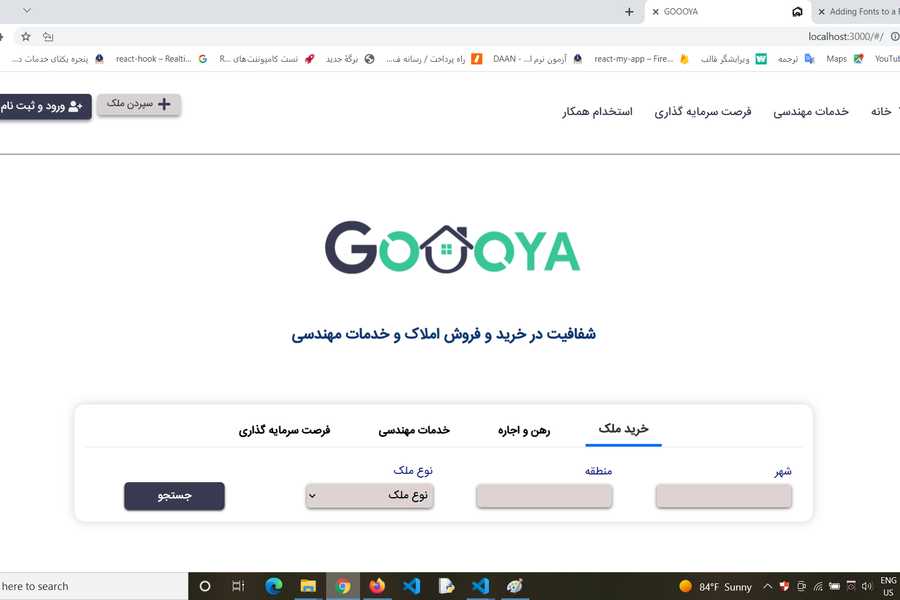 GOOOYA
Adding Fonts to a
localhost:3000/#/
YouTu
Maps
ترجمه
ویرایشگر قالب
react-my-app – Fire...
آزمون نرم ا... – DAAN
راه پرداخت / رسانه ف...
برگهٔ جدید
تست کامپوننت‌های R...
react-hook – Realti...
پنجره یکتای خدمات د...
خانه
خدمات مهندسی
فرصت سرمایه گذاری
استخدام همکار
سپردن ملک
ورود و ثبت نام
GOOOYA
شفافیت در خرید و فروش املاک و خدمات مهندسی
خرید ملک
رهن و اجاره
خدمات مهندسی
فرصت سرمایه گذاری
شهر
منطقه
نوع ملک
نوع ملک
جستجو
here to search
84°F Sunny
ENG
US